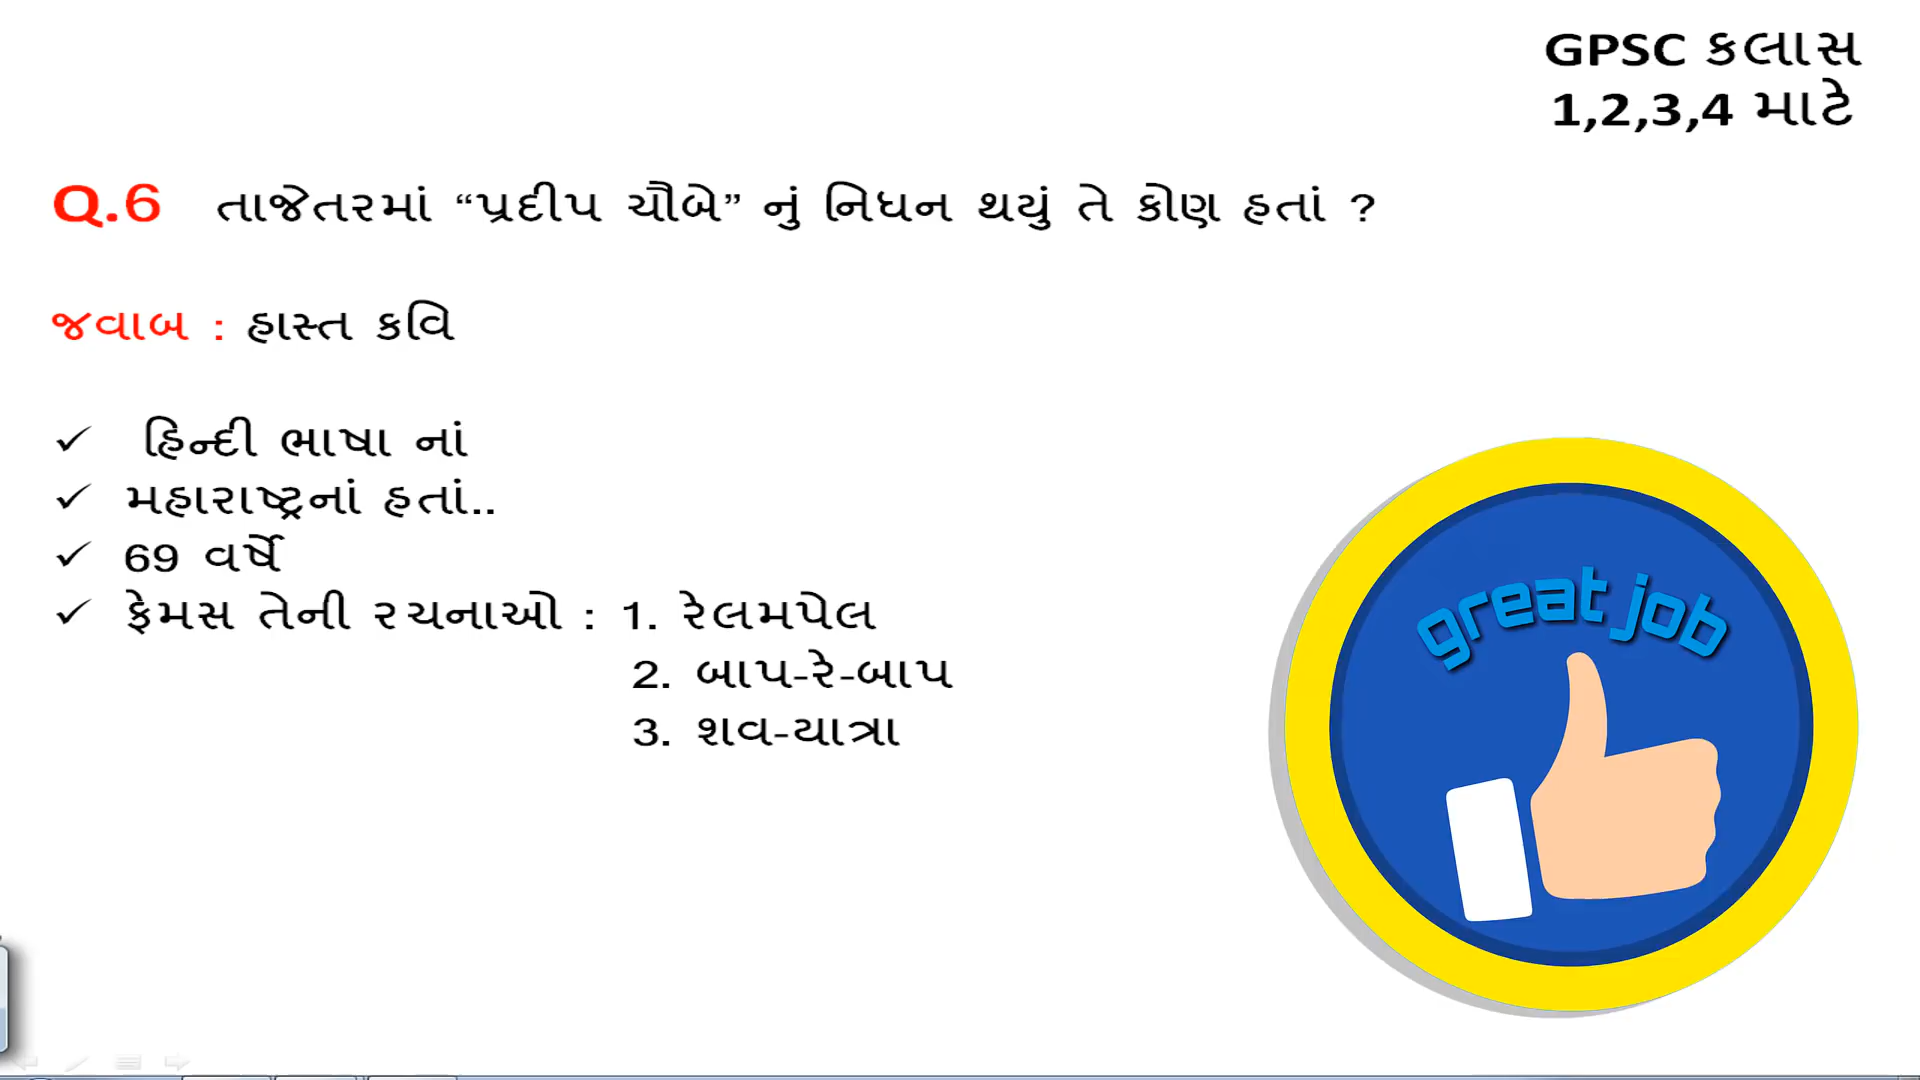 GPSC કલાસ
1,2,3,4 માટે
Q.6 તાજેતરમાં “પ્રદીપ ચૌબે” નું નિધન થયું તે કોણ હતાં ?
જવાબ : હાસ્ત કવિ
✓ હિન્દી ભાષા નાં
✓ મહારાષ્ટ્રનાં હતાં..
✓ 69 વર્ષે
✓ ફેમસ તેની રચનાઓ : 1. રેલમપેલ
2. બાપ-રે-બાપ
3. શવ-યાત્રા
great job